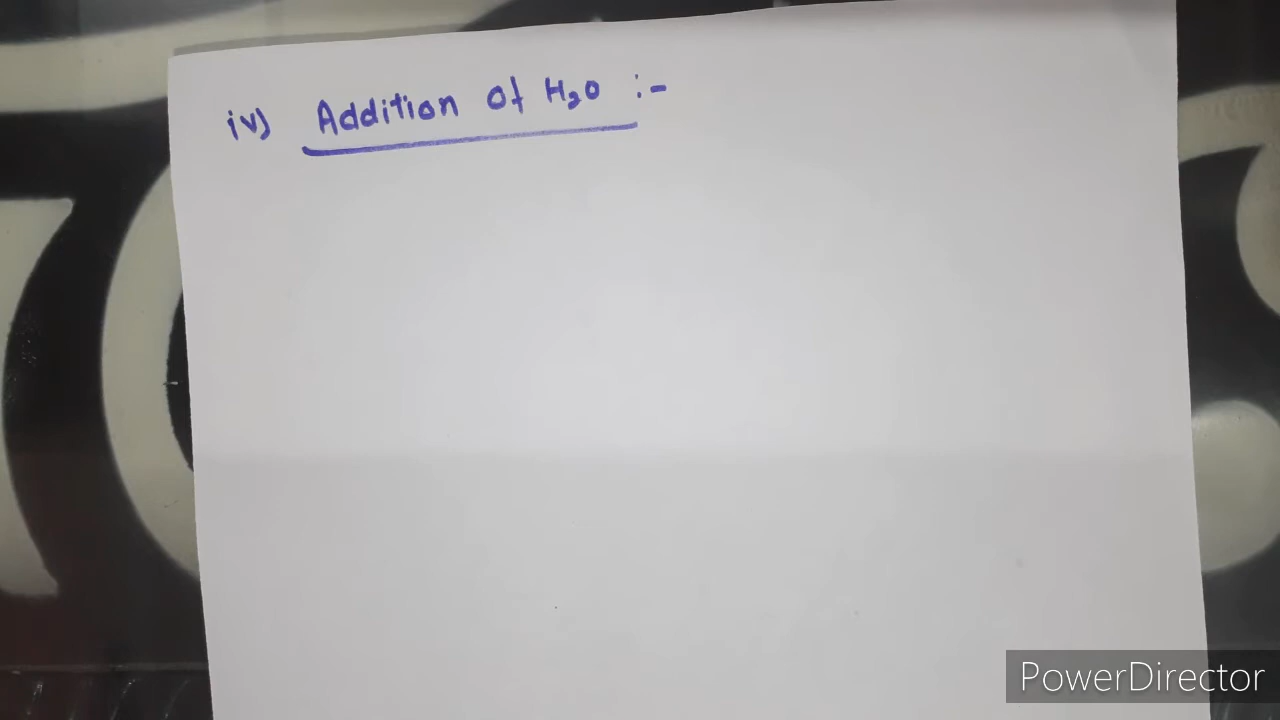 iv) Addition of H₂O :-
PowerDirector